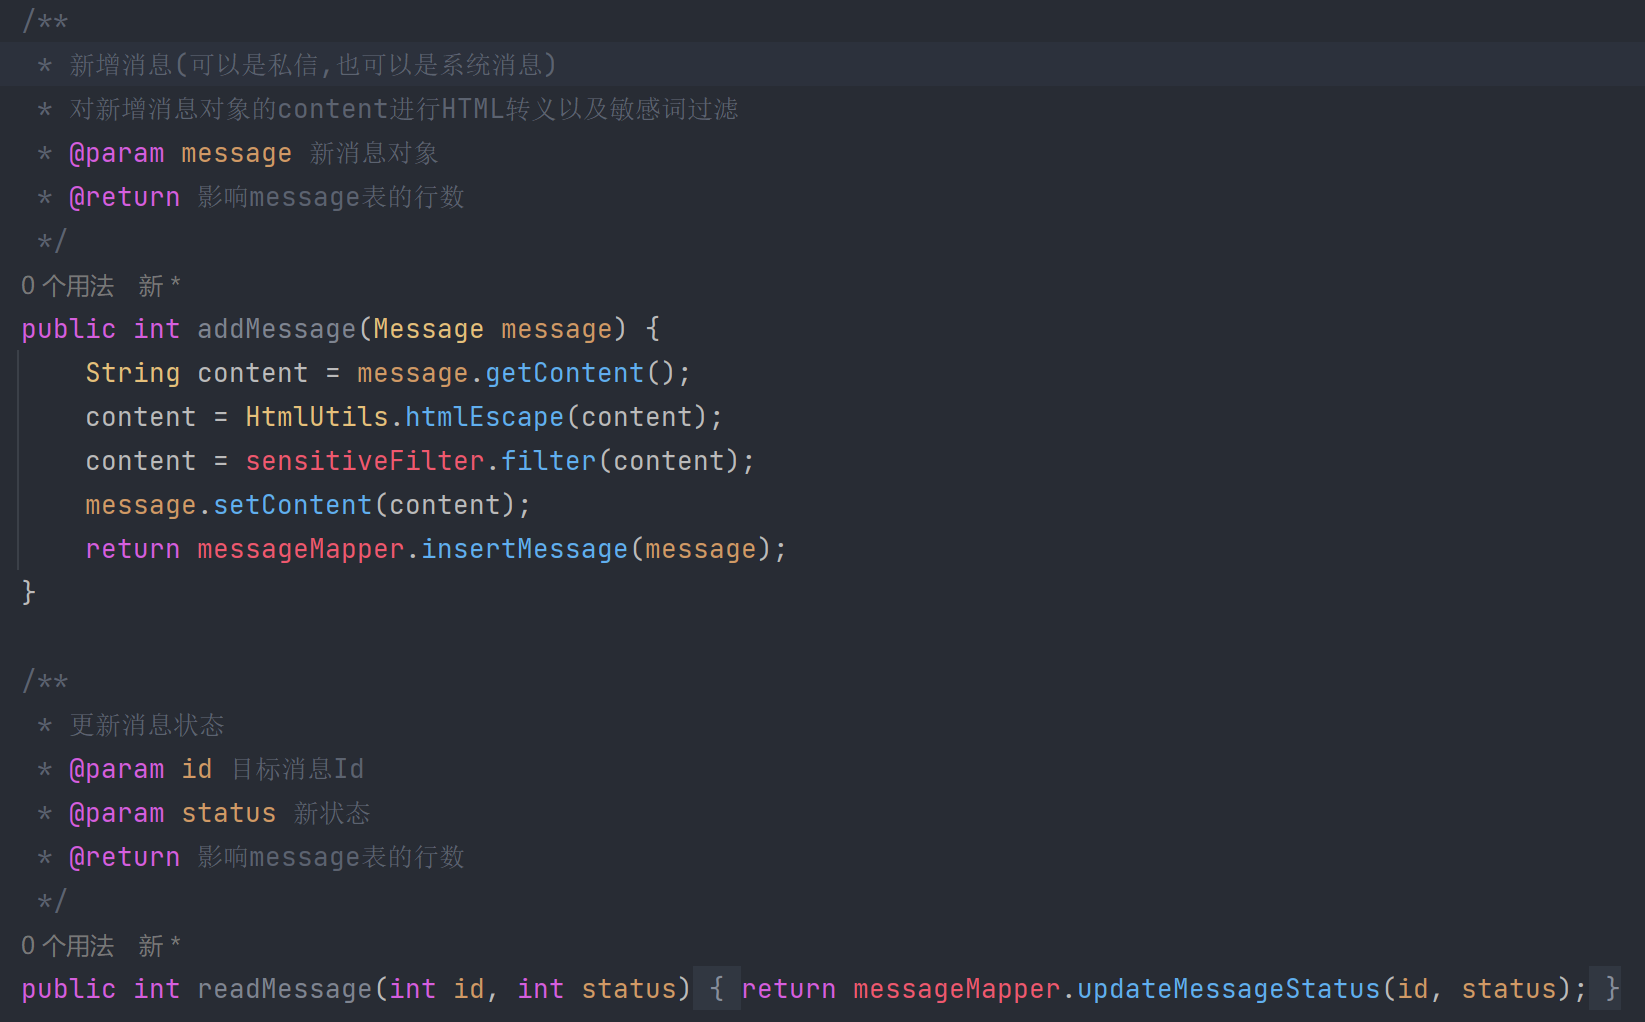 /**
 * 新增消息(可以是私信,也可以是系统消息)
 * 对新增消息对象的content进行HTML转义以及敏感词过滤
 * @param message 新消息对象
 * @return 影响message表的行数
 */
0 个用法 新 *
public int addMessage(Message message) {
    String content = message.getContent();
    content = HtmlUtils.htmlEscape(content);
    content = sensitiveFilter.filter(content);
    message.setContent(content);
    return messageMapper.insertMessage(message);
}
/**
 * 更新消息状态
 * @param id 目标消息Id
 * @param status 新状态
 * @return 影响message表的行数
 */
0 个用法 新 *
public int readMessage(int id, int status) { return messageMapper.updateMessageStatus(id, status); }